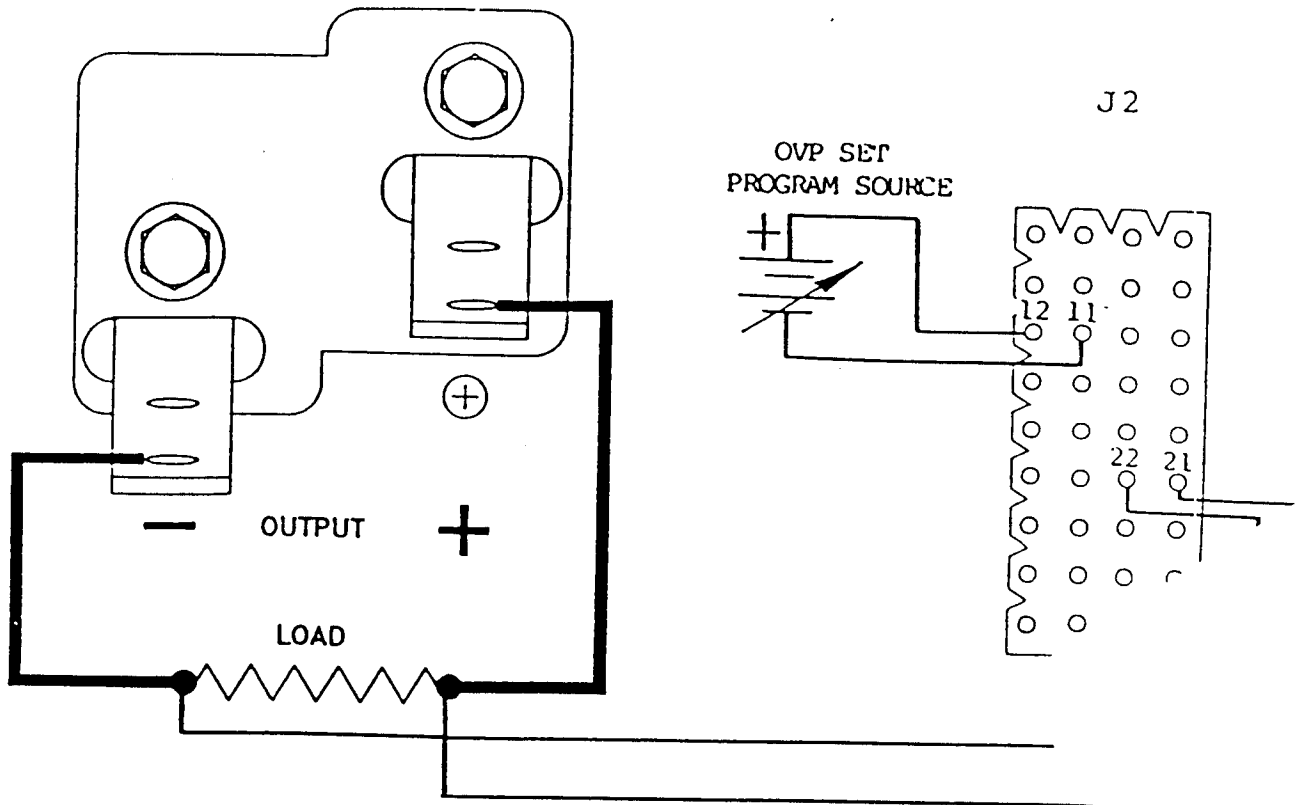 J2
OVP SET
PROGRAM SOURCE
+
12 11
22 21
+
— OUTPUT +
LOAD